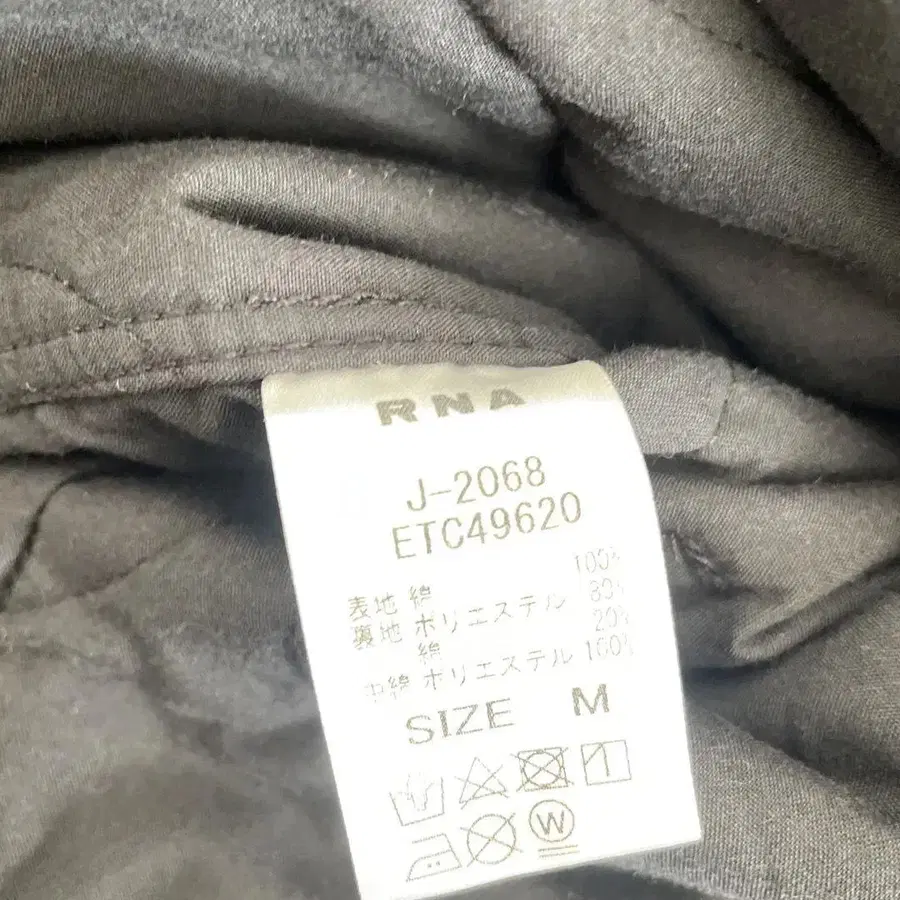 RNA
J-2068
ETC49620
表地 綿 100%
裏地 ポリエステル 80%
綿 20%
中綿 ポリエステル 100%
SIZE M
W